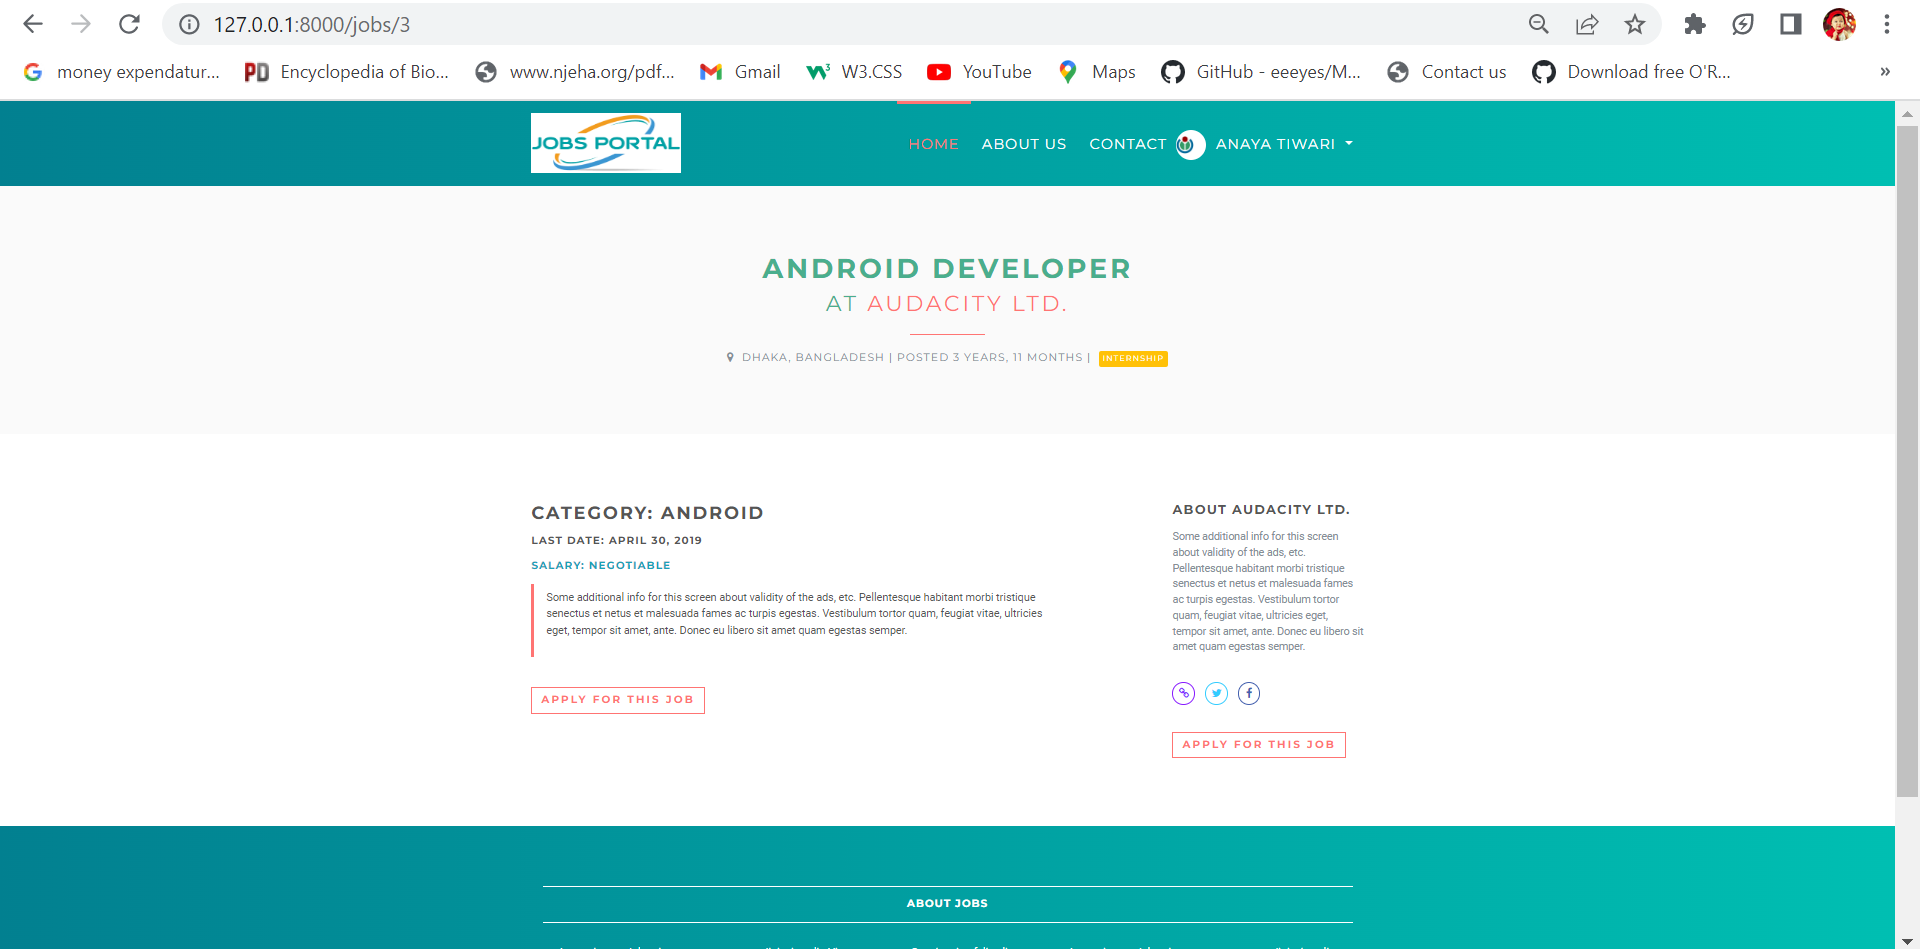 127.0.0.1:8000/jobs/3
money expendatur... PD Encyclopedia of Bio... www.njeha.org/pdf... Gmail W3.CSS YouTube Maps GitHub - eeeyes/M... Contact us Download free O'R... »
JOBS PORTAL HOME ABOUT US CONTACT ANAYA TIWARI
ANDROID DEVELOPER
AT AUDACITY LTD.
DHAKA, BANGLADESH | POSTED 3 YEARS, 11 MONTHS | INTERNSHIP
CATEGORY: ANDROID
LAST DATE: APRIL 30, 2019
SALARY: NEGOTIABLE
Some additional info for this screen about validity of the ads, etc. Pellentesque habitant morbi tristique
senectus et netus et malesuada fames ac turpis egestas. Vestibulum tortor quam, feugiat vitae, ultricies
eget, tempor sit amet, ante. Donec eu libero sit amet quam egestas semper.
APPLY FOR THIS JOB
ABOUT AUDACITY LTD.
Some additional info for this screen
about validity of the ads, etc.
Pellentesque habitant morbi tristique
senectus et netus et malesuada fames
ac turpis egestas. Vestibulum tortor
quam, feugiat vitae, ultricies eget,
tempor sit amet, ante. Donec eu libero sit
amet quam egestas semper.
APPLY FOR THIS JOB
ABOUT JOBS